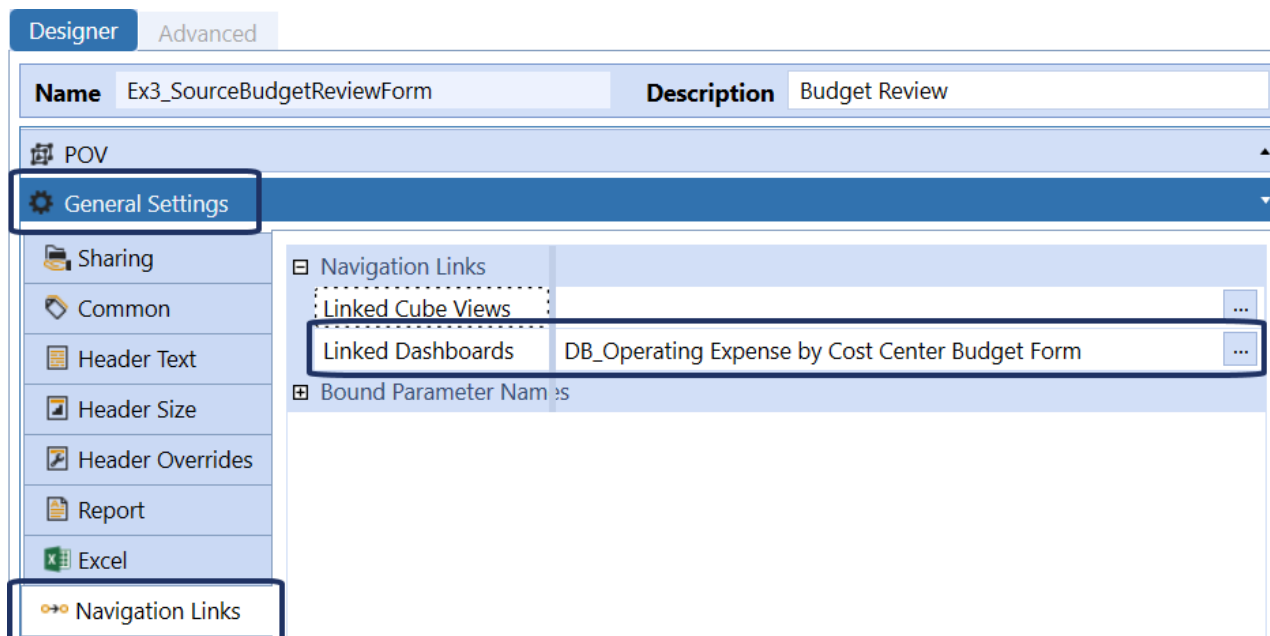 Designer Advanced
Name Ex3_SourceBudgetReviewForm Description Budget Review
POV
General Settings
Sharing
Common
Header Text
Header Size
Header Overrides
Report
Excel
Navigation Links
Navigation Links
Linked Cube Views ...
Linked Dashboards DB_Operating Expense by Cost Center Budget Form ...
Bound Parameter Names